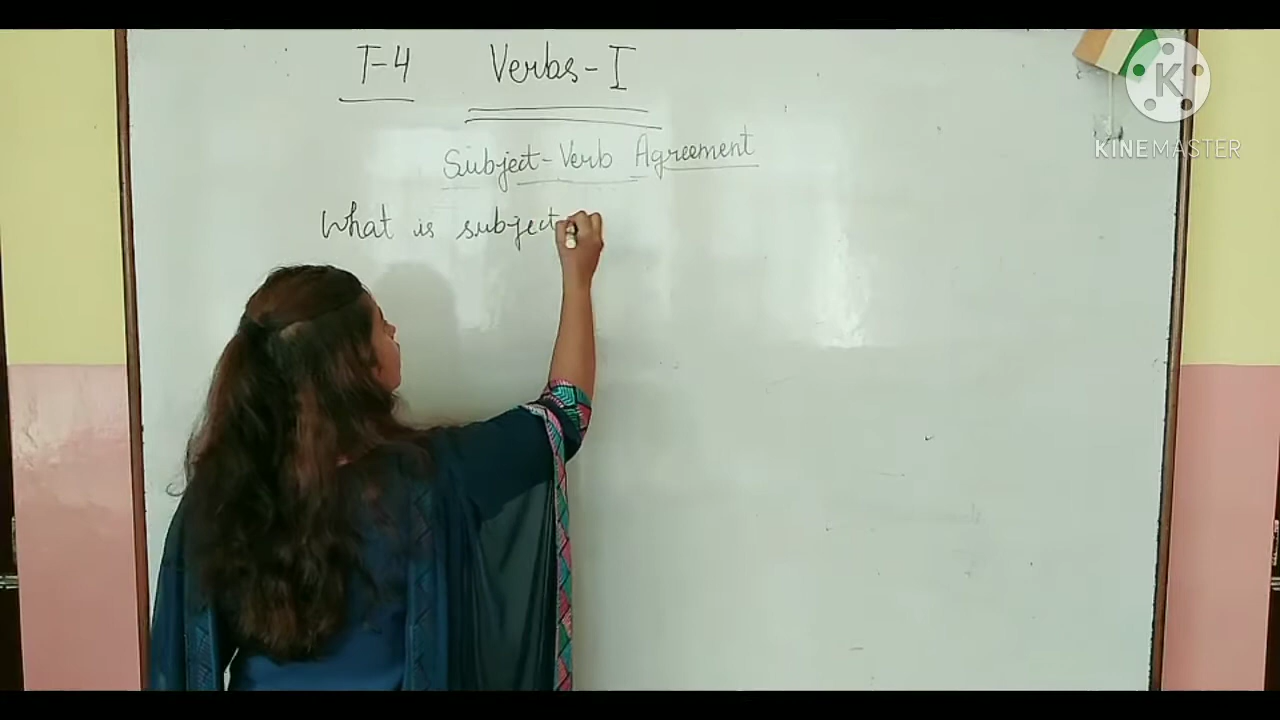 T-4 Verbs-I
Subject-Verb Agreement
What is subject
K
KINEMASTER